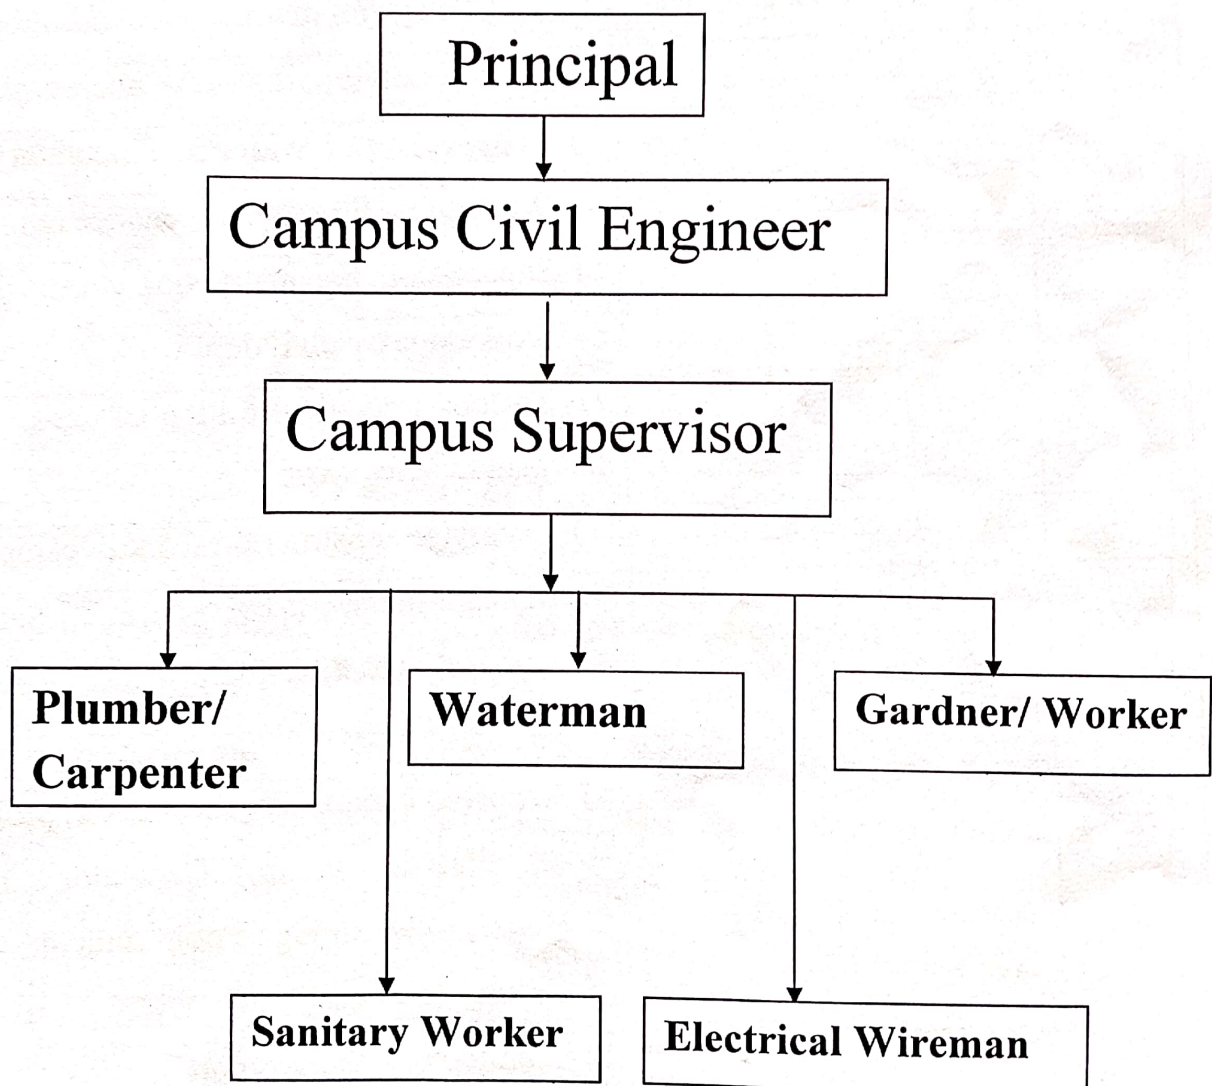 Principal
Campus Civil Engineer
Campus Supervisor
Plumber/
Carpenter
Waterman
Gardner/ Worker
Sanitary Worker
Electrical Wireman